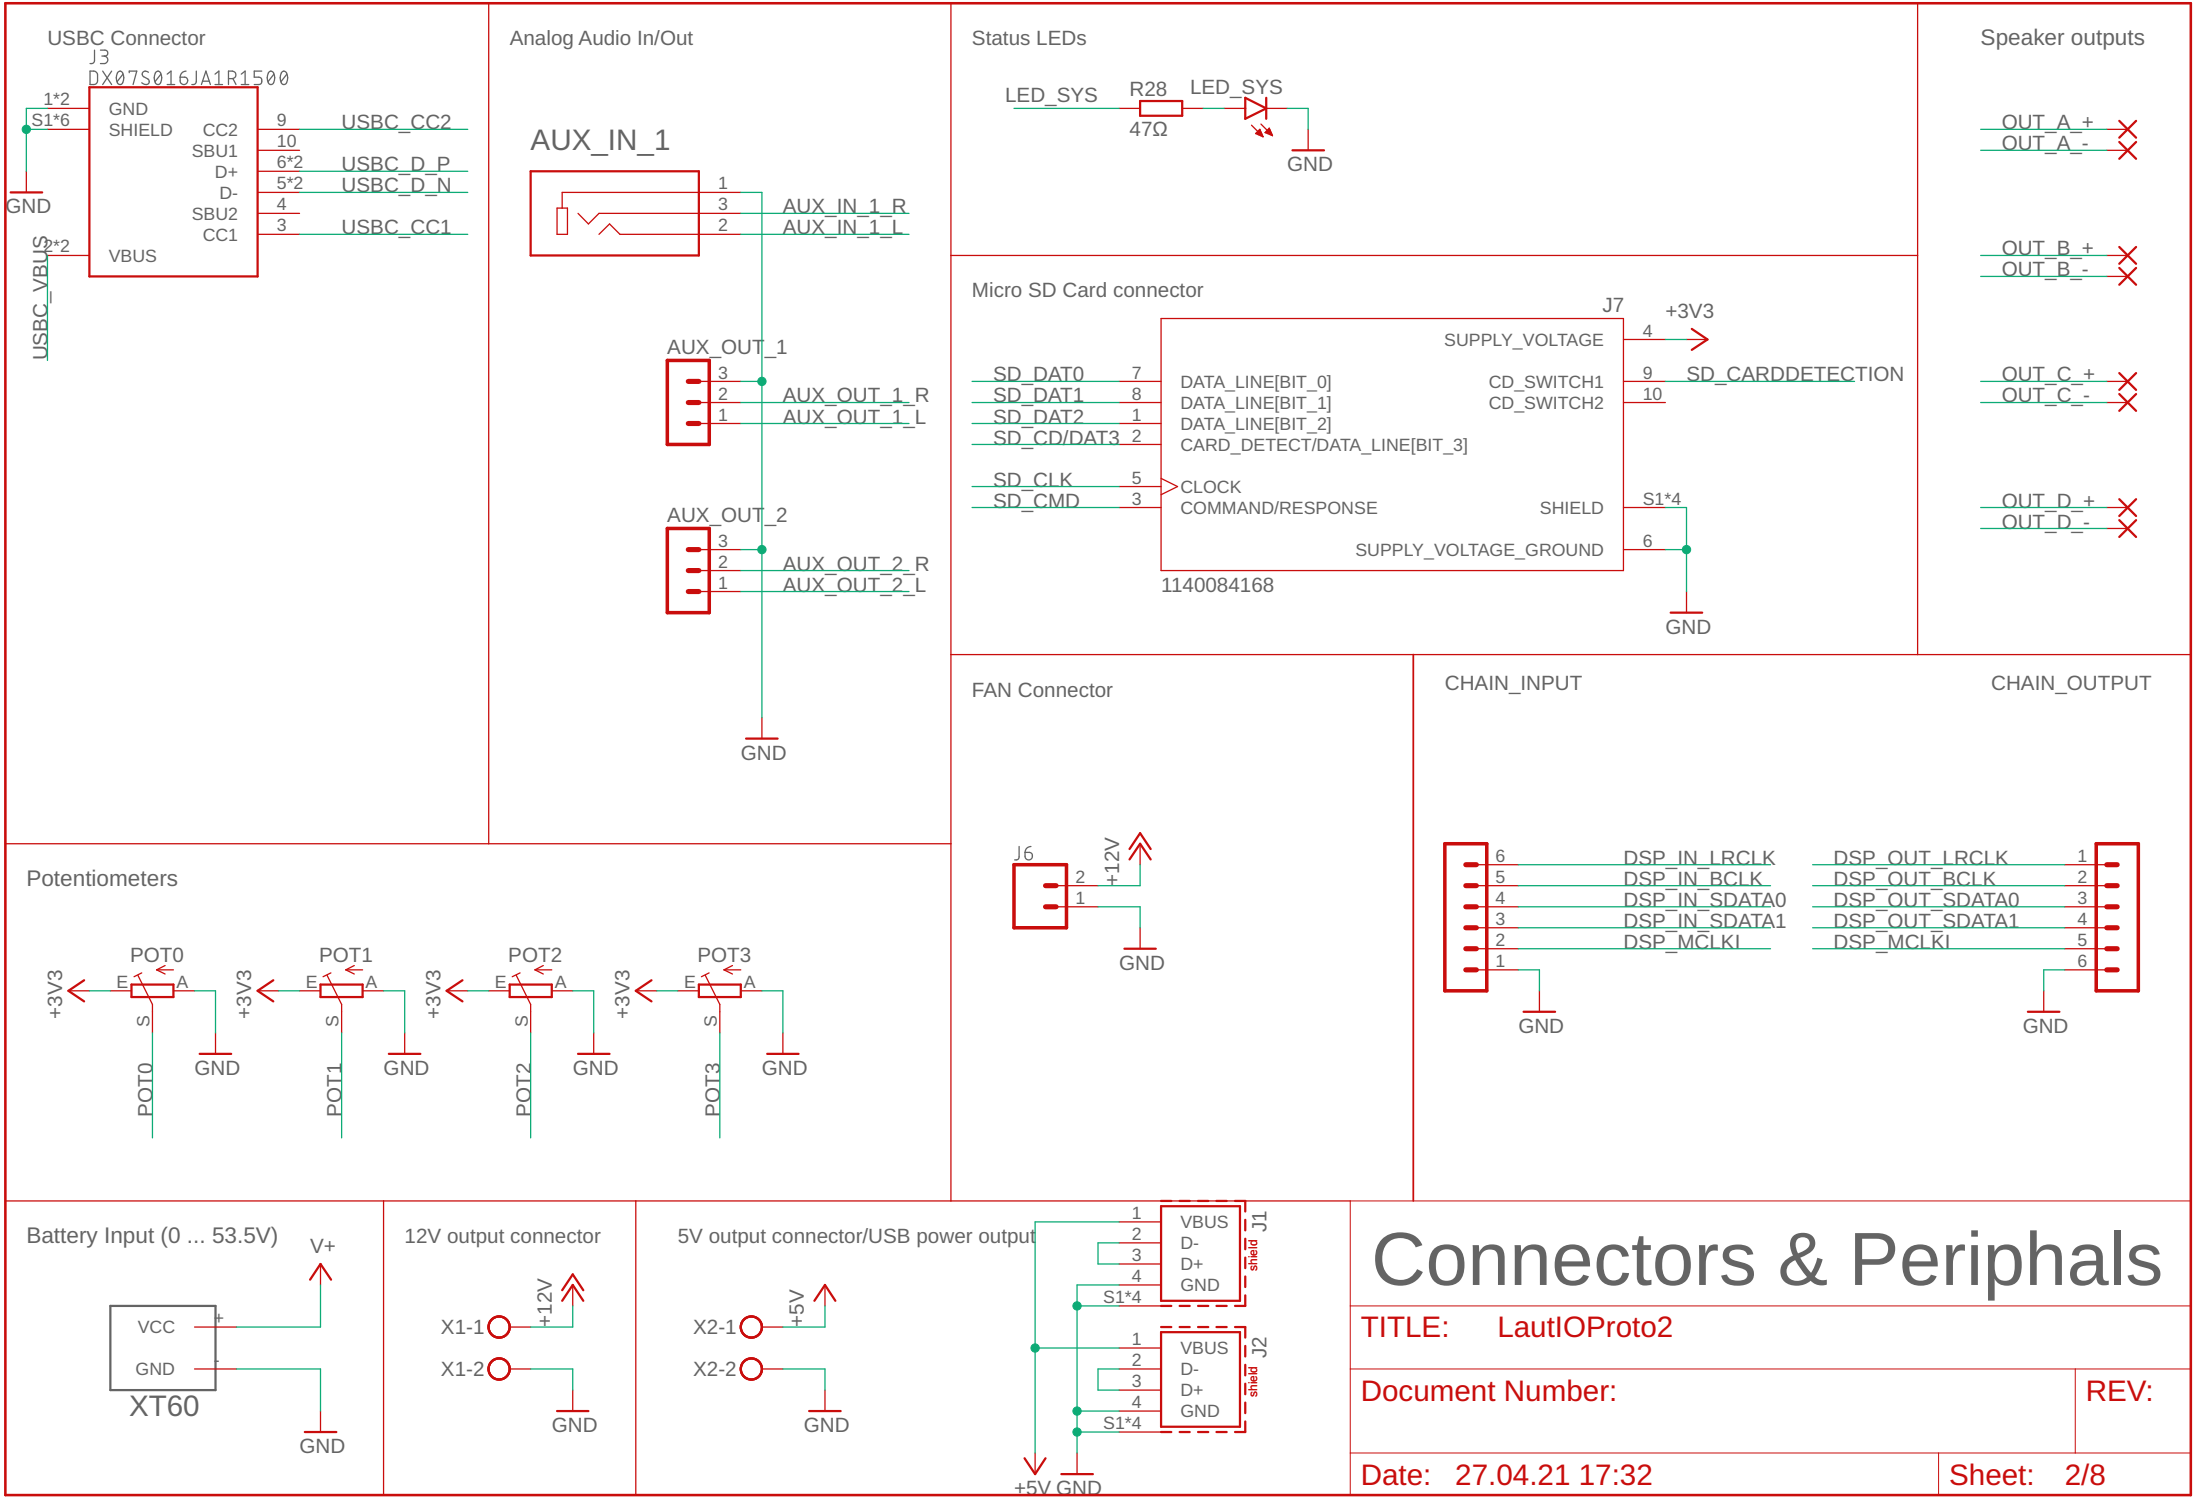 USBC Connector
J3
DX07S016JA1R1500
1*2
GND
S1*6
SHIELD
CC2
9
USBC_CC2
SBU1
10
D+
6*2
USBC_D_P
D-
5*2
USBC_D_N
SBU2
4
CC1
3
USBC_CC1
GND
2*2
VBUS
USBC_VBUS
Analog Audio In/Out
AUX_IN_1
1
3
AUX_IN_1_R
2
AUX_IN_1_L
AUX_OUT_1
3
2
AUX_OUT_1_R
1
AUX_OUT_1_L
AUX_OUT_2
3
2
AUX_OUT_2_R
1
AUX_OUT_2_L
GND
Status LEDs
LED_SYS
R28
47Ω
LED_SYS
GND
Micro SD Card connector
J7
SUPPLY_VOLTAGE
4
+3V3
SD_DAT0
7
DATA_LINE[BIT_0]
CD_SWITCH1
9
SD_CARDDETECTION
SD_DAT1
8
DATA_LINE[BIT_1]
CD_SWITCH2
10
SD_DAT2
1
DATA_LINE[BIT_2]
SD_CD/DAT3
2
CARD_DETECT/DATA_LINE[BIT_3]
SD_CLK
5
CLOCK
SD_CMD
3
COMMAND/RESPONSE
SHIELD
S1*4
SUPPLY_VOLTAGE_GROUND
6
1140084168
GND
Speaker outputs
OUT_A_+
OUT_A_-
OUT_B_+
OUT_B_-
OUT_C_+
OUT_C_-
OUT_D_+
OUT_D_-
FAN Connector
J6
2
1
+12V
GND
CHAIN_INPUT
CHAIN_OUTPUT
6
DSP_IN_LRCLK
5
DSP_IN_BCLK
4
DSP_IN_SDATA0
3
DSP_IN_SDATA1
2
DSP_MCLKI
1
GND
DSP_OUT_LRCLK
1
DSP_OUT_BCLK
2
DSP_OUT_SDATA0
3
DSP_OUT_SDATA1
4
DSP_MCLKI
5
6
GND
Potentiometers
+3V3
POT0
E
A
S
POT0
GND
+3V3
POT1
E
A
S
POT1
GND
+3V3
POT2
E
A
S
POT2
GND
+3V3
POT3
E
A
S
POT3
GND
Battery Input (0 ... 53.5V)
V+
VCC
+
GND
-
XT60
GND
12V output connector
+12V
X1-1
X1-2
GND
5V output connector/USB power output
+5V
X2-1
X2-2
GND
1
VBUS
2
D-
3
D+
4
GND
S1*4
shield
J1
1
VBUS
2
D-
3
D+
4
GND
S1*4
shield
J2
+5V
GND
Connectors & Periphals
TITLE: LautIOProto2
Document Number:
REV:
Date: 27.04.21 17:32
Sheet: 2/8